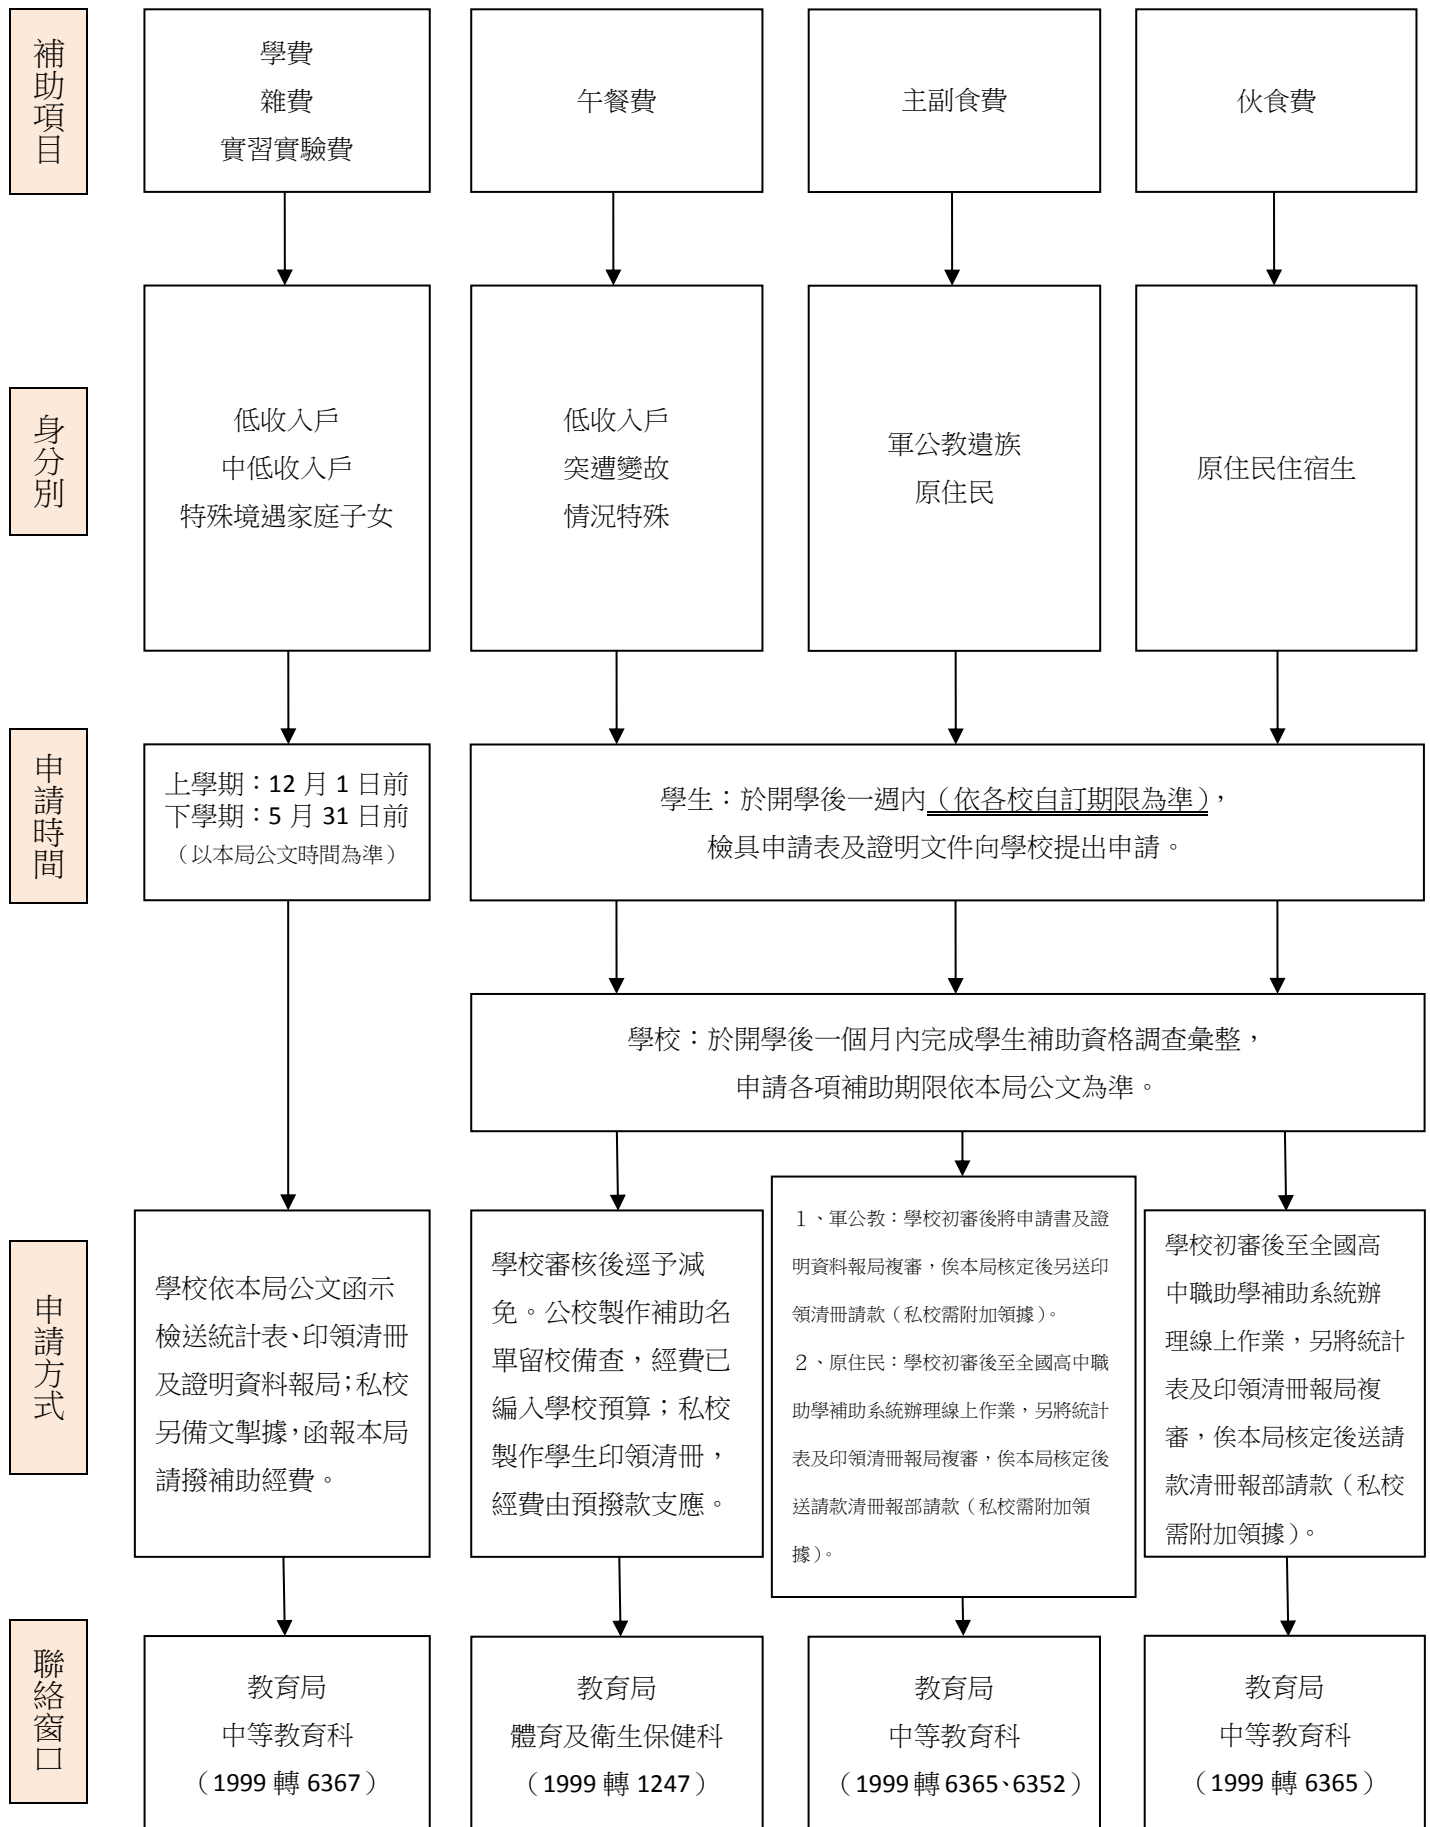 補助項目
學費
雜費
實習實驗費
午餐費
主副食費
伙食費
身分別
低收入戶
中低收入戶
特殊境遇家庭子女
低收入戶
突遭變故
情況特殊
軍公教遺族
原住民
原住民住宿生
申請時間
上學期：12 月 1 日前
下學期：5 月 31 日前
（以本局公文時間為準）
學生：於開學後一週內（依各校自訂期限為準），
檢具申請表及證明文件向學校提出申請。
學校：於開學後一個月內完成學生補助資格調查彙整，
申請各項補助期限依本局公文為準。
申請方式
學校依本局公文函示
檢送統計表、印領清冊
及證明資料報局；私校
另備文掣據，函報本局
請撥補助經費。
學校審核後逕予減
免。公校製作補助名
單留校備查，經費已
編入學校預算；私校
製作學生印領清冊，
經費由預撥款支應。
１、軍公教：學校初審後將申請書及證
明資料報局複審，俟本局核定後另送印
領清冊請款（私校需附加領據）。
２、原住民：學校初審後至全國高中職
助學補助系統辦理線上作業，另將統計
表及印領清冊報局複審，俟本局核定後
送請款清冊報部請款（私校需附加領
據）。
學校初審後至全國高
中職助學補助系統辦
理線上作業，另將統計
表及印領清冊報局複
審，俟本局核定後送請
款清冊報部請款（私校
需附加領據）。
聯絡窗口
教育局
中等教育科
（1999 轉 6367）
教育局
體育及衛生保健科
（1999 轉 1247）
教育局
中等教育科
（1999 轉 6365、6352）
教育局
中等教育科
（1999 轉 6365）